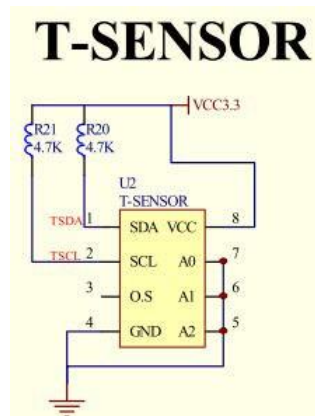 T-SENSOR
VCC3.3
R21 R20
4.7K 4.7K
U2
T-SENSOR
TSDA 1 SDA VCC 8
TSCL 2 SCL A0 7
3 O.S A1 6
4 GND A2 5